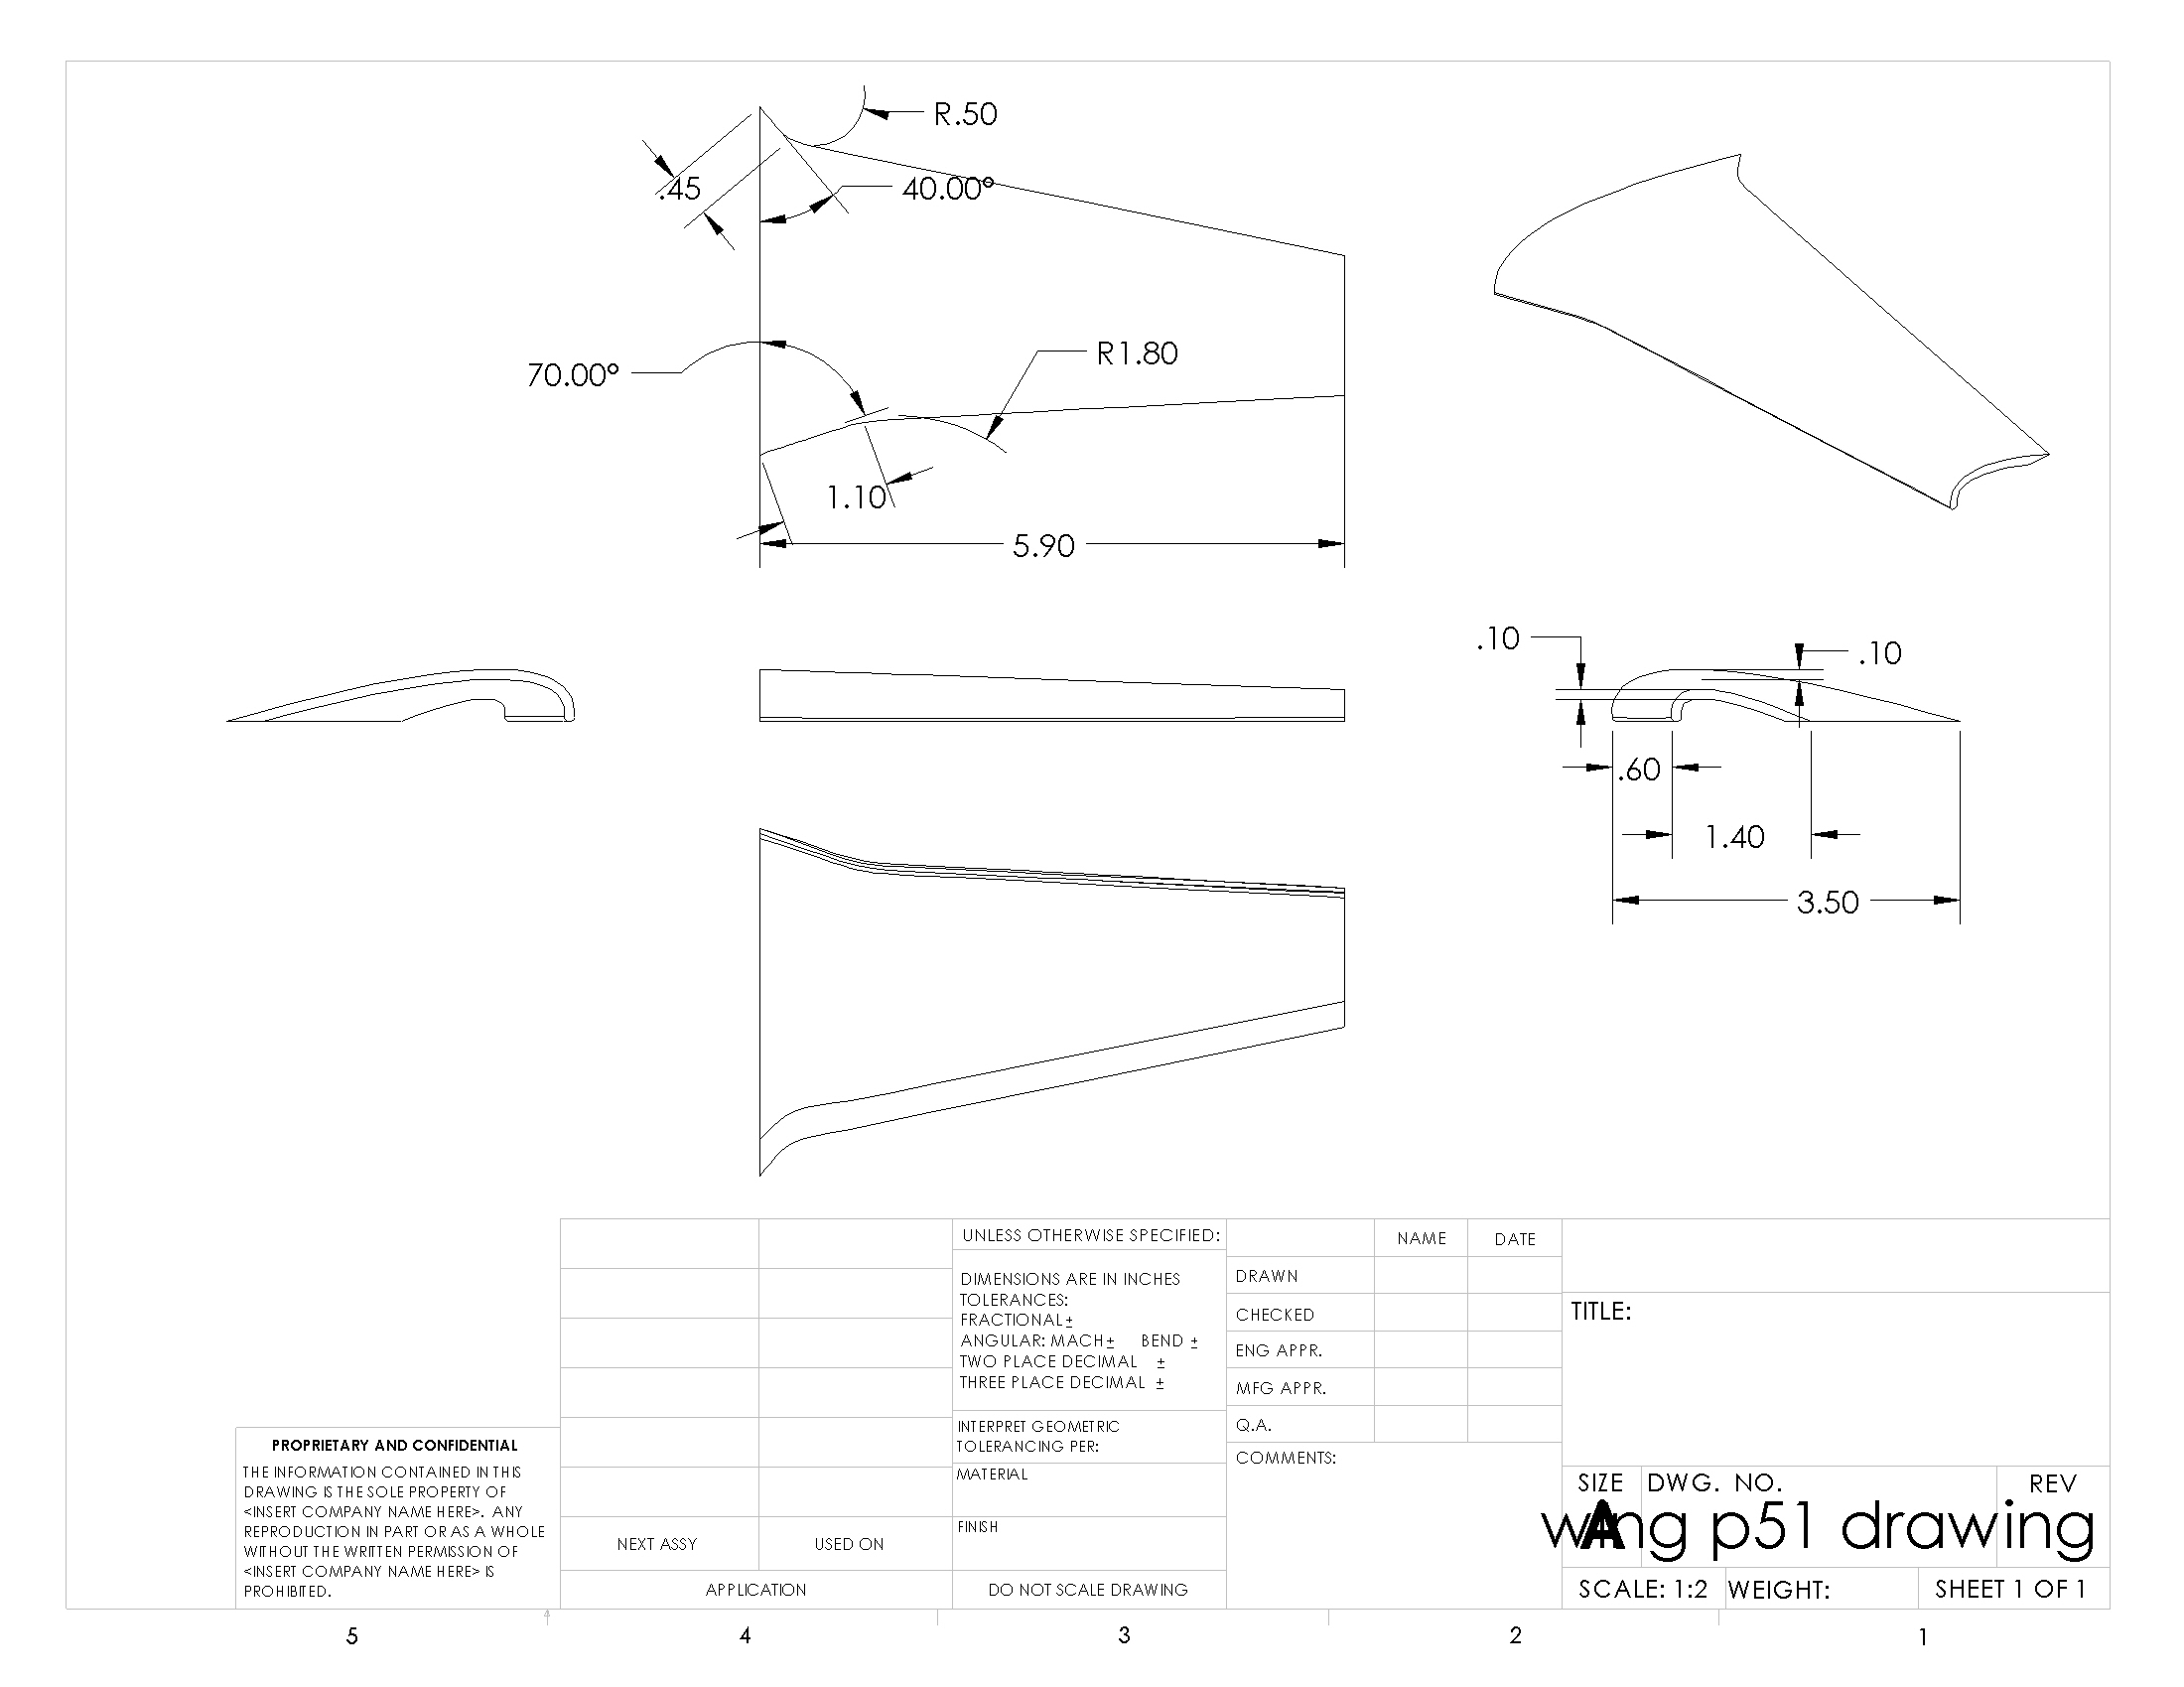 R.50
.45
40.00°
R1.80
70.00°
1.10
5.90
.10
.10
.60
1.40
3.50
UNLESS OTHERWISE SPECIFIED:
NAME
DATE
DIMENSIONS ARE IN INCHES
TOLERANCES:
FRACTIONAL±
ANGULAR: MACH± BEND ±
TWO PLACE DECIMAL ±
THREE PLACE DECIMAL ±
DRAWN
CHECKED
ENG APPR.
MFG APPR.
Q.A.
COMMENTS:
TITLE:
INTERPRET GEOMETRIC
TOLERANCING PER:
MATERIAL
FINISH
PROPRIETARY AND CONFIDENTIAL
THE INFORMATION CONTAINED IN THIS
DRAWING IS THE SOLE PROPERTY OF
<INSERT COMPANY NAME HERE>. ANY
REPRODUCTION IN PART OR AS A WHOLE
WITHOUT THE WRITTEN PERMISSION OF
<INSERT COMPANY NAME HERE> IS
PROHIBITED.
NEXT ASSY
USED ON
APPLICATION
DO NOT SCALE DRAWING
SIZE
DWG. NO.
REV
A
wing p51 drawing
SCALE: 1:2
WEIGHT:
SHEET 1 OF 1
5
4
3
2
1